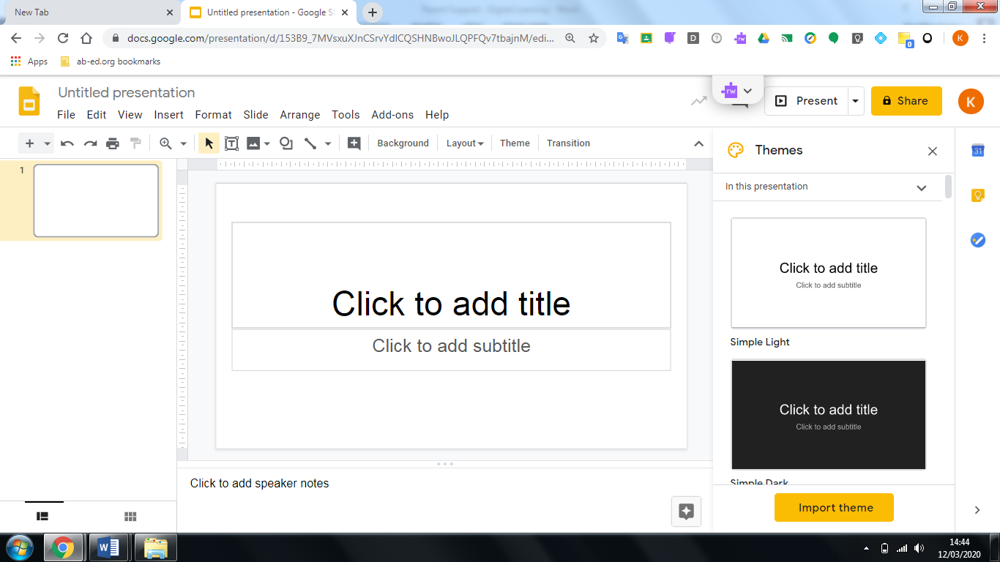 New Tab
Untitled presentation - Google Sl
docs.google.com/presentation/d/153B9_7MVsxuXJnCSrvYdICQSHNBwoJLQPFQv7tbajnM/edi...
Apps ab-ed.org bookmarks
Untitled presentation
File Edit View Insert Format Slide Arrange Tools Add-ons Help
rw
Present
Share
K
Background Layout Theme Transition
Themes
31
In this presentation
1
Click to add title
Click to add subtitle
Click to add title
Click to add subtitle
Simple Light
Click to add title
Click to add subtitle
Simple Dark
Import theme
Click to add speaker notes
14:44
12/03/2020